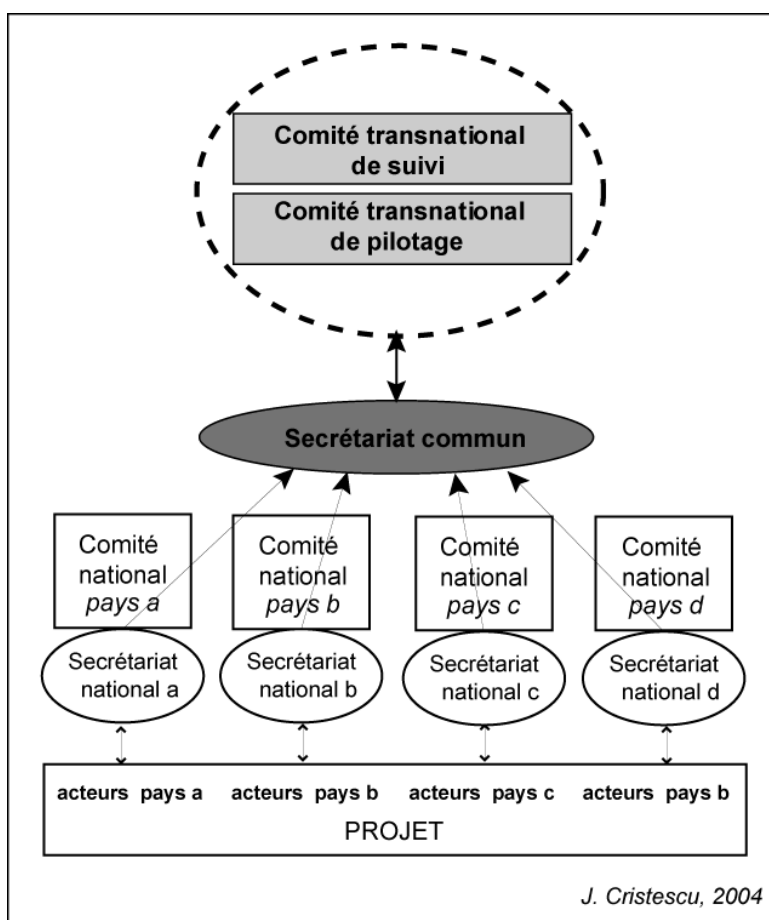 Comité transnational
de suivi
Comité transnational
de pilotage
Secrétariat commun
Comité
national
pays a
Comité
national
pays b
Comité
national
pays c
Comité
national
pays d
Secrétariat
national a
Secrétariat
national b
Secrétariat
national c
Secrétariat
national d
acteurs pays a acteurs pays b acteurs pays c acteurs pays b
PROJET
J. Cristescu, 2004